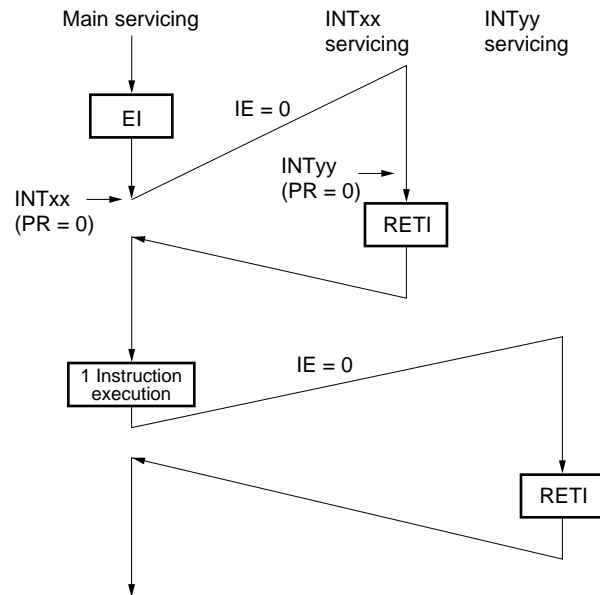 Main servicing
INTxx
servicing
INTyy
servicing
EI
IE = 0
INTxx
(PR = 0)
INTyy
(PR = 0)
RETI
1 Instruction
execution
IE = 0
RETI